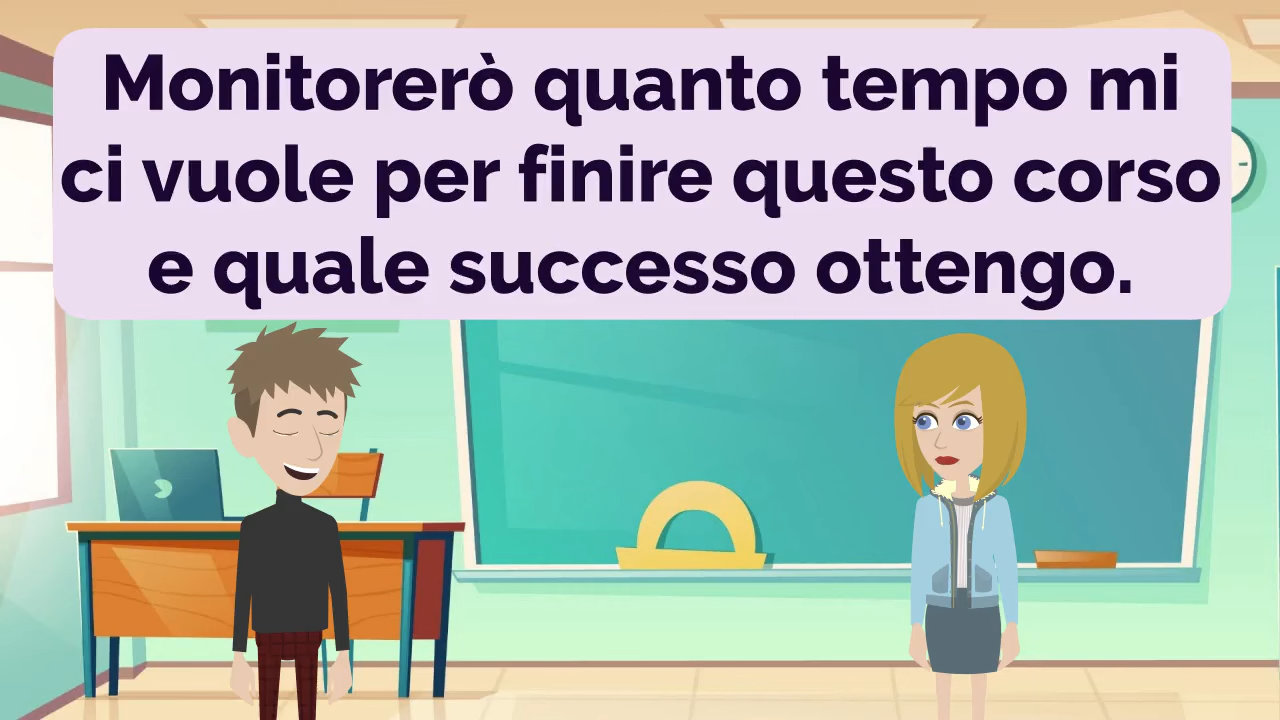 Monitorerò quanto tempo mi
ci vuole per finire questo corso
e quale successo ottengo.